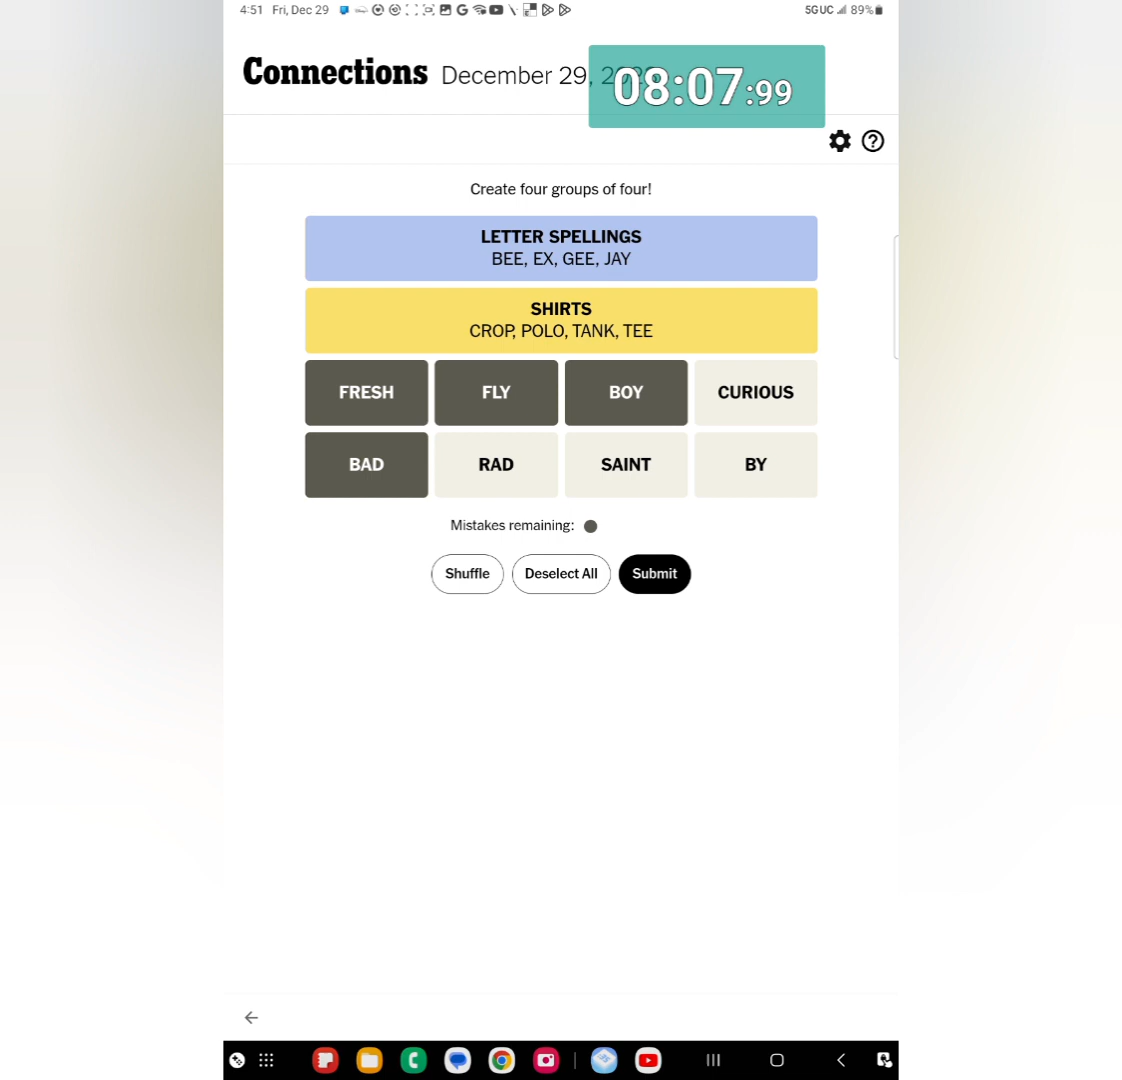 4:51 Fri, Dec 29
5G UC 89%
Connections December 29,
08:07:99
Create four groups of four!
LETTER SPELLINGS
BEE, EX, GEE, JAY
SHIRTS
CROP, POLO, TANK, TEE
FRESH FLY BOY CURIOUS
BAD RAD SAINT BY
Mistakes remaining:
Shuffle Deselect All Submit